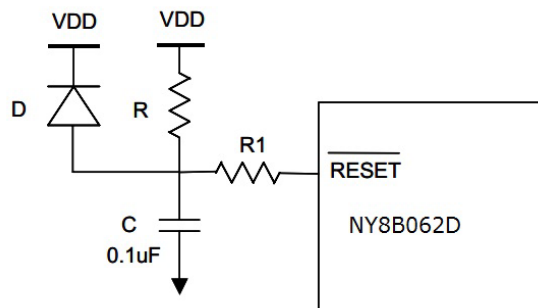 VDD VDD
D R
R1
RESET
C
0.1uF
NY8B062D